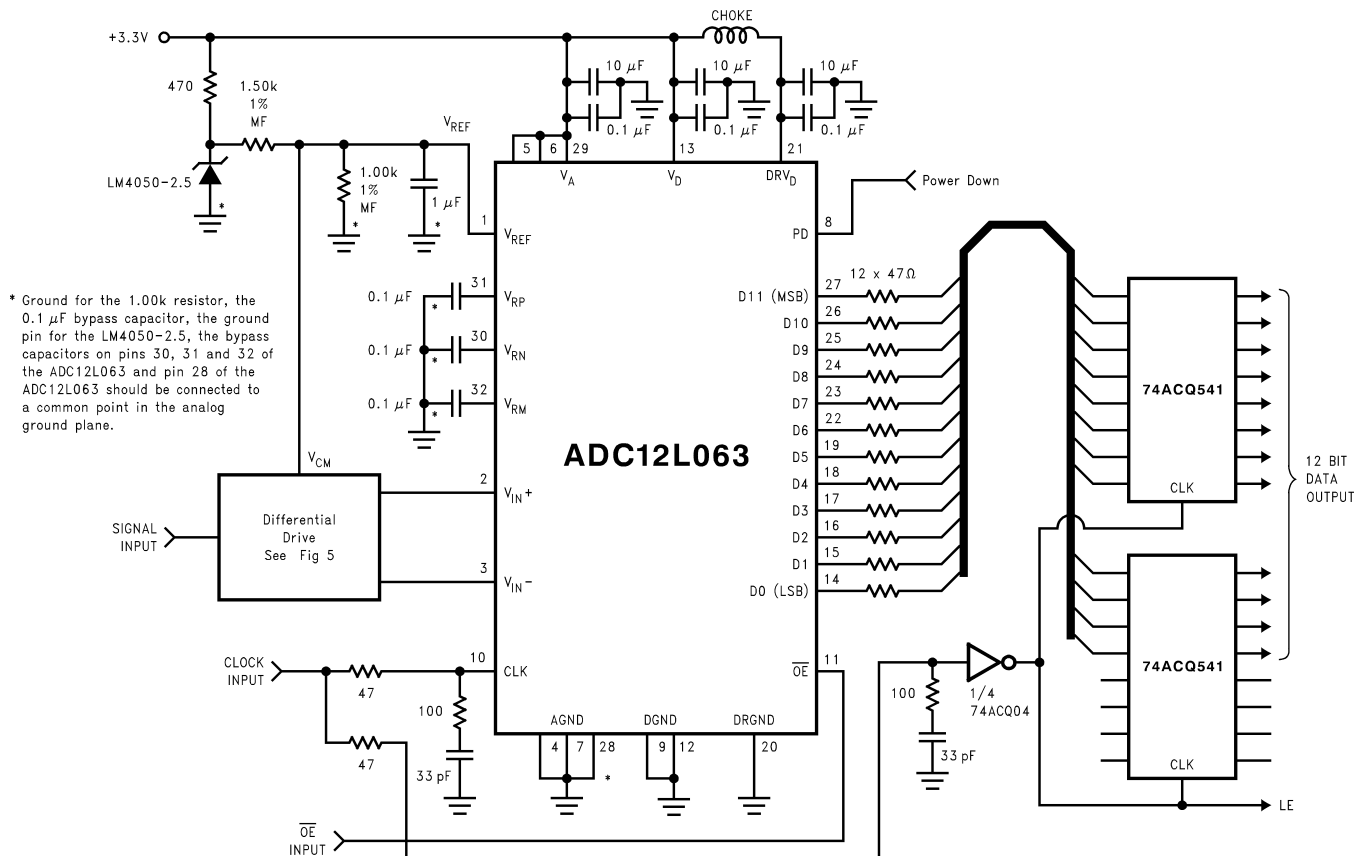 CHOKE
+3.3V
470
1.50k
1%
MF
10 µF
10 µF
10 µF
0.1 µF
0.1 µF
0.1 µF
VREF
LM4050-2.5
*
1.00k
1%
MF
*
1 µF
*
5
6
29
13
21
VA
VD
DRVD
Power Down
1
VREF
8
PD
* Ground for the 1.00k resistor, the
0.1 µF bypass capacitor, the ground
pin for the LM4050-2.5, the bypass
capacitors on pins 30, 31 and 32 of
the ADC12L063 and pin 28 of the
ADC12L063 should be connected to
a common point in the analog
ground plane.
0.1 µF
*
31
VRP
0.1 µF
*
30
VRN
0.1 µF
*
32
VRM
ADC12L063
12 x 47Ω
D11 (MSB)
27
D10
26
D9
25
D8
24
D7
23
D6
22
D5
19
D4
18
D3
17
D2
16
D1
15
D0 (LSB)
14
74ACQ541
CLK
12 BIT
DATA
OUTPUT
VCM
SIGNAL
INPUT
Differential
Drive
See Fig 5
2
VIN+
3
VIN-
CLOCK
INPUT
47
10
CLK
100
33 pF
47
OE
11
AGND
DGND
DRGND
4
7
28
*
9
12
20
100
33 pF
1/4
74ACQ04
74ACQ541
CLK
LE
OE
INPUT